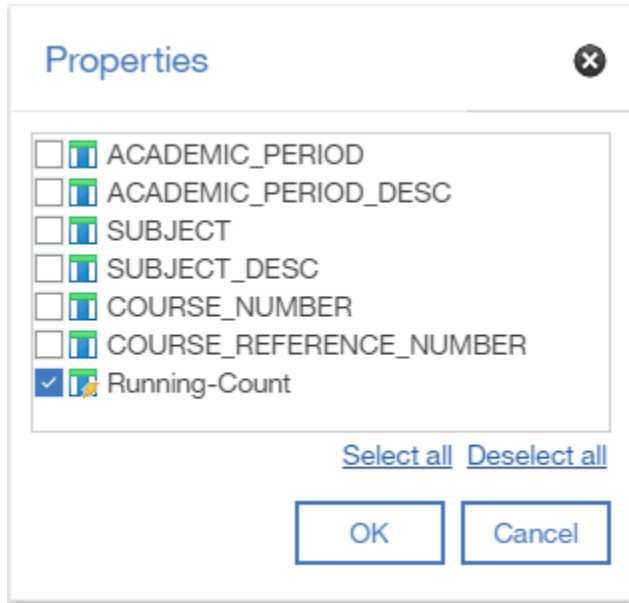 Properties
ACADEMIC_PERIOD
ACADEMIC_PERIOD_DESC
SUBJECT
SUBJECT_DESC
COURSE_NUMBER
COURSE_REFERENCE_NUMBER
Running-Count
Select all Deselect all
OK Cancel